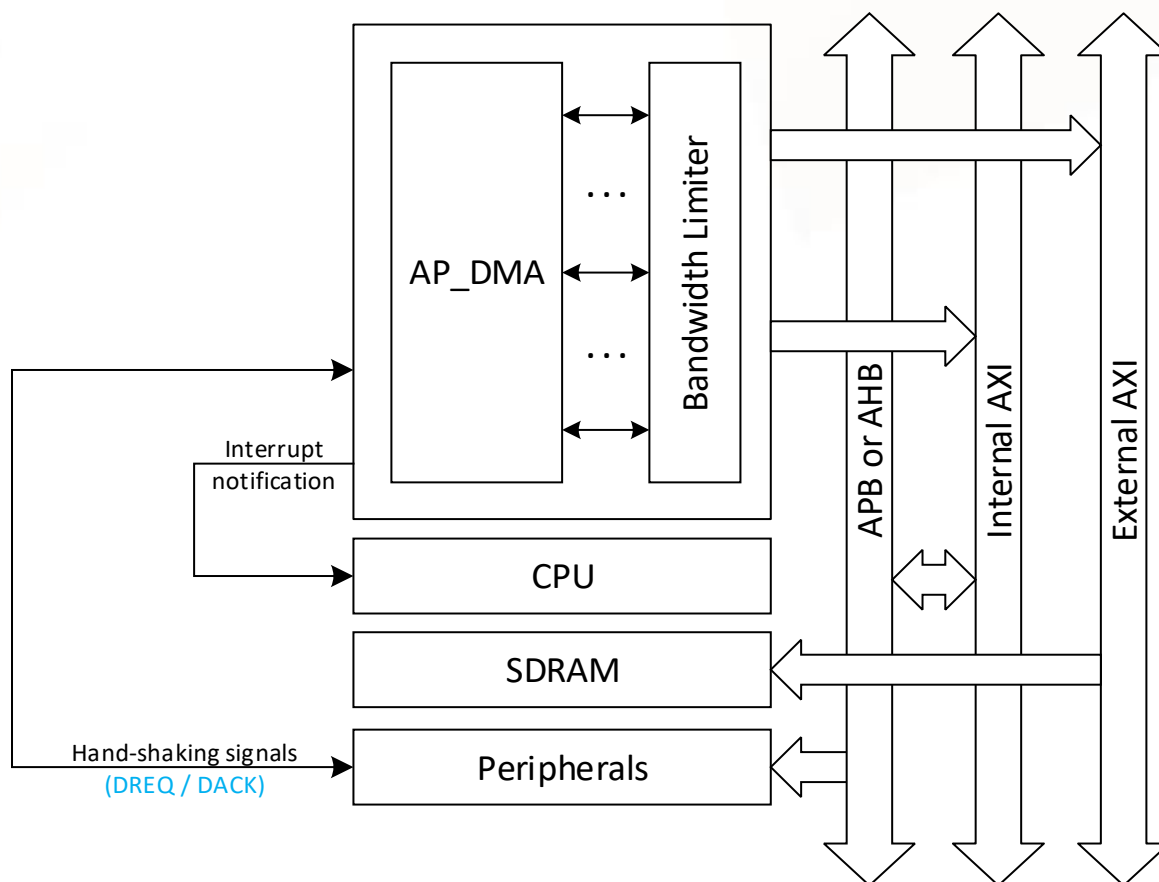 AP_DMA
...
...
Bandwidth Limiter
APB or AHB
Internal AXI
External AXI
Interrupt
notification
CPU
SDRAM
Hand-shaking signals
(DREQ / DACK)
Peripherals